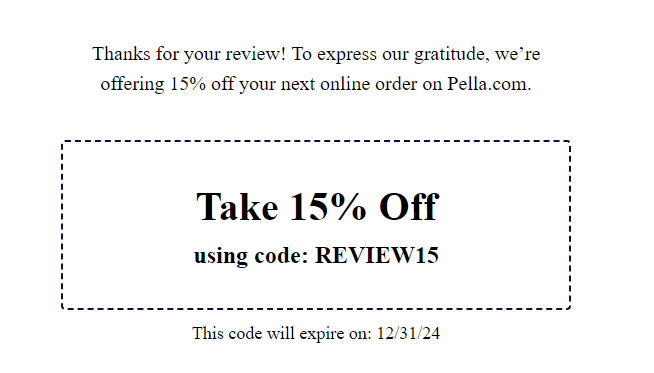 Thanks for your review! To express our gratitude, we’re
offering 15% off your next online order on Pella.com.
Take 15% Off
using code: REVIEW15
This code will expire on: 12/31/24